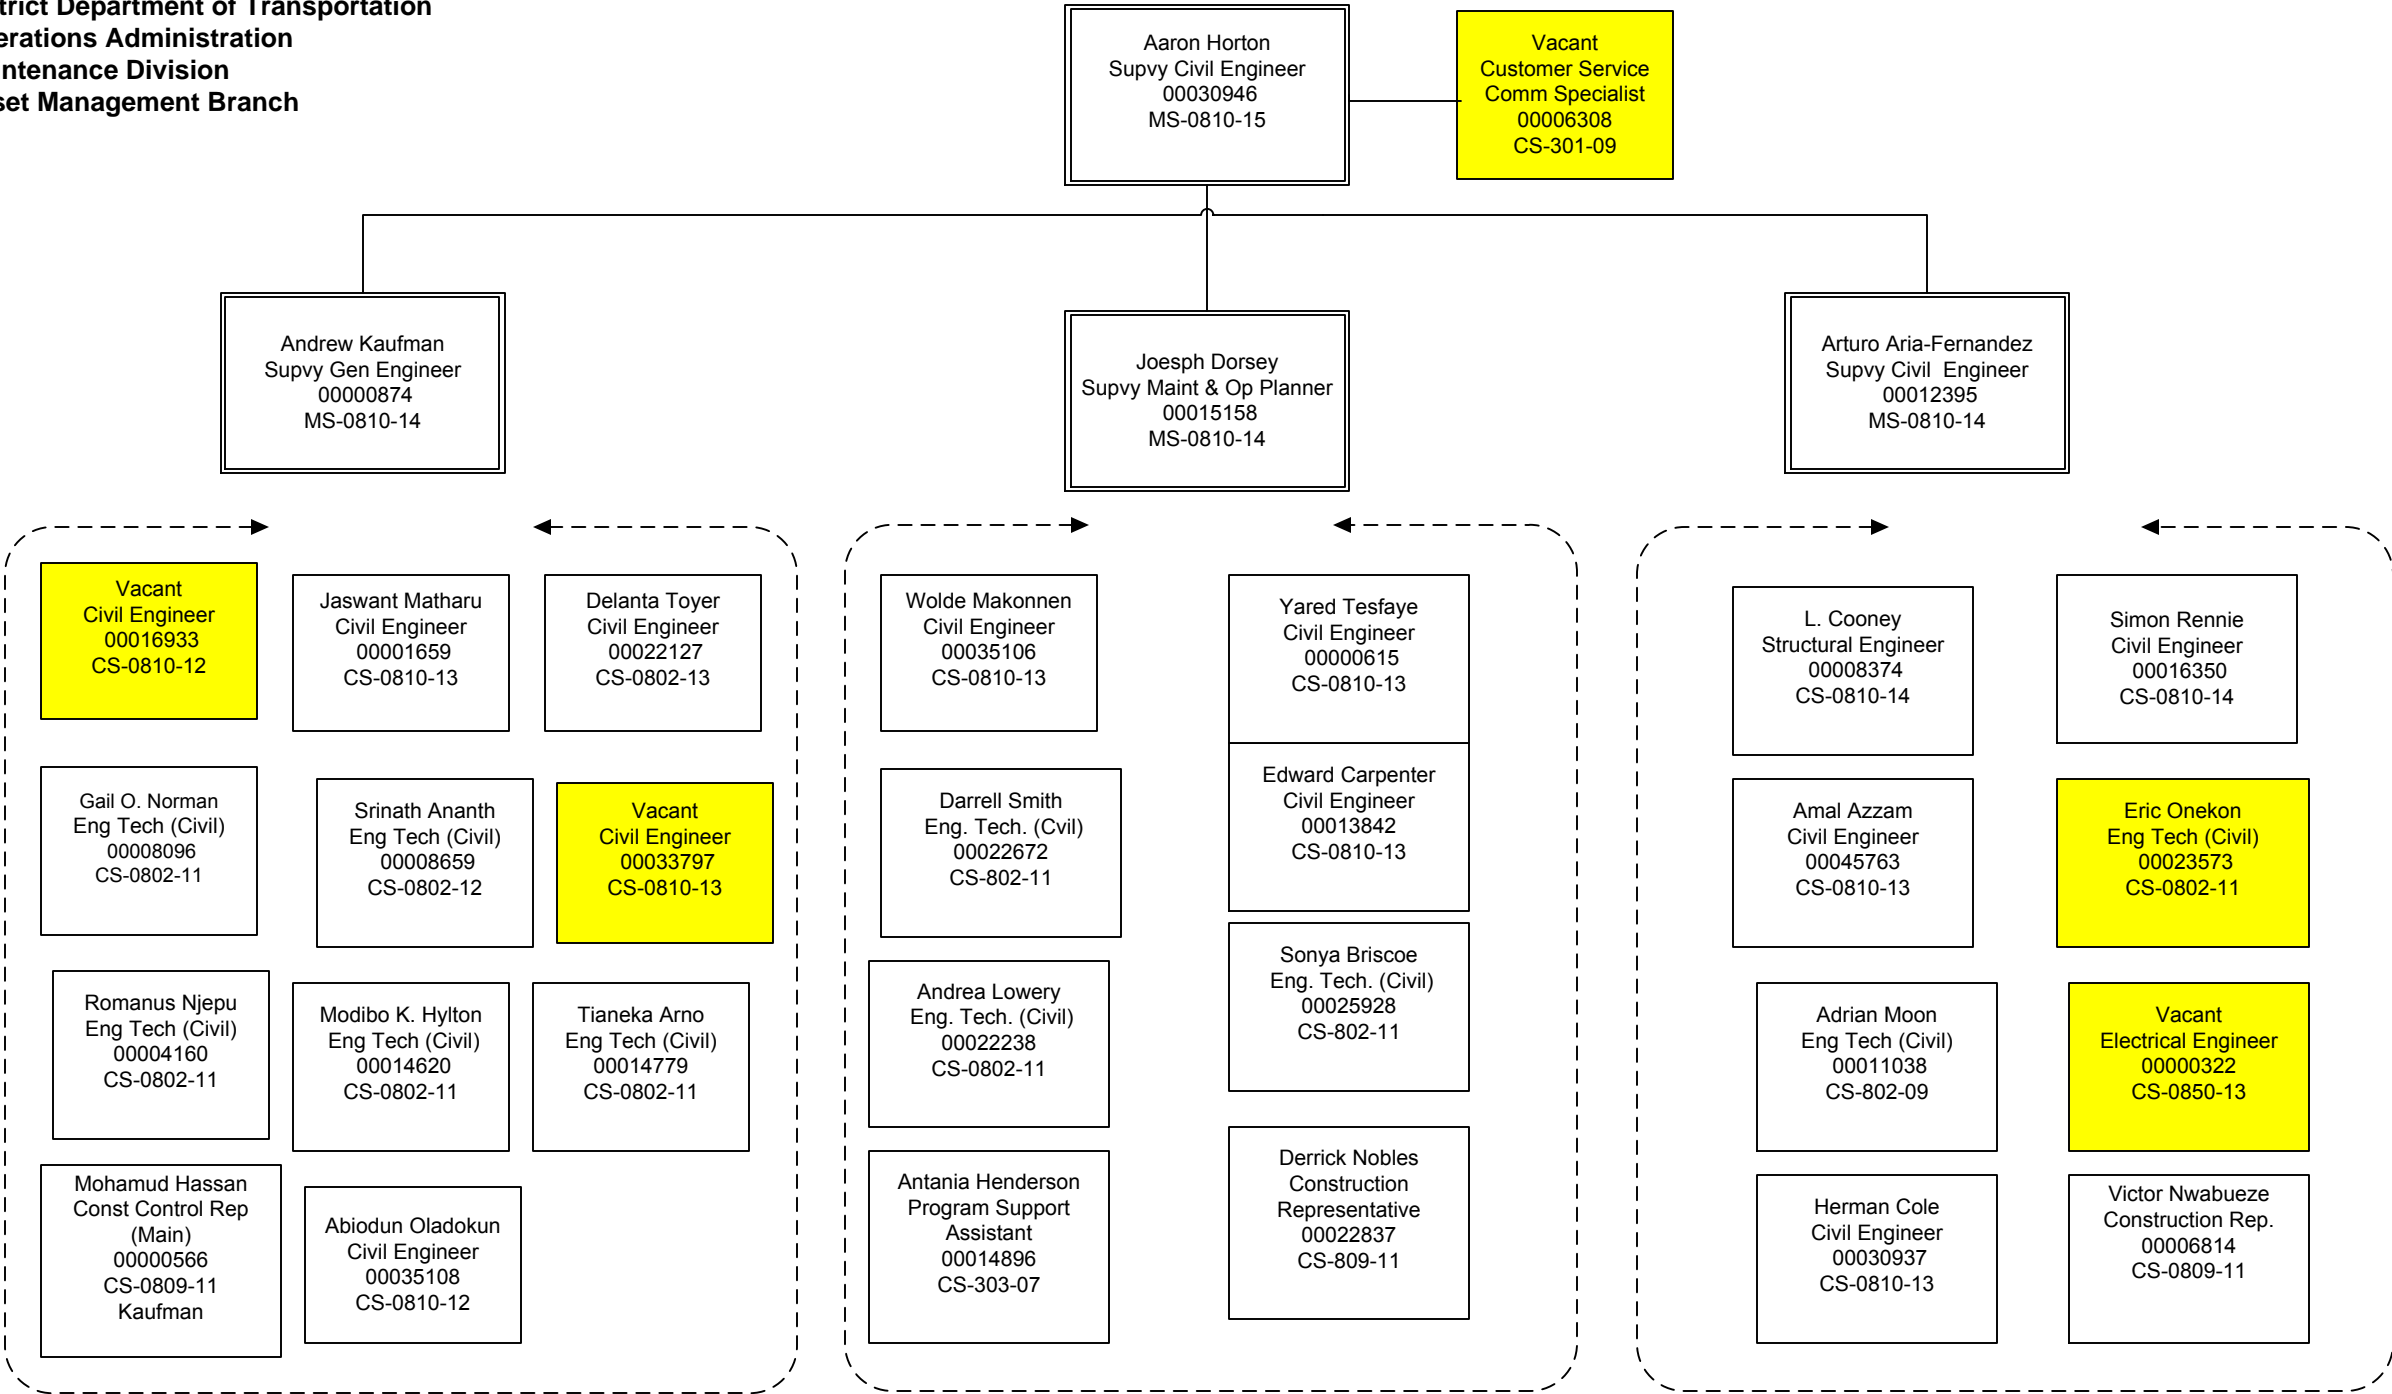 trict Department of Transportation
erations Administration
ntenance Division
set Management Branch
Aaron Horton
Supvy Civil Engineer
00030946
MS-0810-15
Vacant
Customer Service
Comm Specialist
00006308
CS-301-09
Andrew Kaufman
Supvy Gen Engineer
00000874
MS-0810-14
Joesph Dorsey
Supvy Maint & Op Planner
00015158
MS-0810-14
Arturo Aria-Fernandez
Supvy Civil Engineer
00012395
MS-0810-14
Vacant
Civil Engineer
00016933
CS-0810-12
Jaswant Matharu
Civil Engineer
00001659
CS-0810-13
Delanta Toyer
Civil Engineer
00022127
CS-0802-13
Gail O. Norman
Eng Tech (Civil)
00008096
CS-0802-11
Srinath Ananth
Eng Tech (Civil)
00008659
CS-0802-12
Vacant
Civil Engineer
00033797
CS-0810-13
Romanus Njepu
Eng Tech (Civil)
00004160
CS-0802-11
Modibo K. Hylton
Eng Tech (Civil)
00014620
CS-0802-11
Tianeka Arno
Eng Tech (Civil)
00014779
CS-0802-11
Mohamud Hassan
Const Control Rep
(Main)
00000566
CS-0809-11
Kaufman
Abiodun Oladokun
Civil Engineer
00035108
CS-0810-12
Wolde Makonnen
Civil Engineer
00035106
CS-0810-13
Yared Tesfaye
Civil Engineer
00000615
CS-0810-13
Darrell Smith
Eng. Tech. (Cvil)
00022672
CS-802-11
Edward Carpenter
Civil Engineer
00013842
CS-0810-13
Andrea Lowery
Eng. Tech. (Civil)
00022238
CS-0802-11
Sonya Briscoe
Eng. Tech. (Civil)
00025928
CS-802-11
Antania Henderson
Program Support
Assistant
00014896
CS-303-07
Derrick Nobles
Construction
Representative
00022837
CS-809-11
L. Cooney
Structural Engineer
00008374
CS-0810-14
Simon Rennie
Civil Engineer
00016350
CS-0810-14
Amal Azzam
Civil Engineer
00045763
CS-0810-13
Eric Onekon
Eng Tech (Civil)
00023573
CS-0802-11
Adrian Moon
Eng Tech (Civil)
00011038
CS-802-09
Vacant
Electrical Engineer
00000322
CS-0850-13
Herman Cole
Civil Engineer
00030937
CS-0810-13
Victor Nwabueze
Construction Rep.
00006814
CS-0809-11